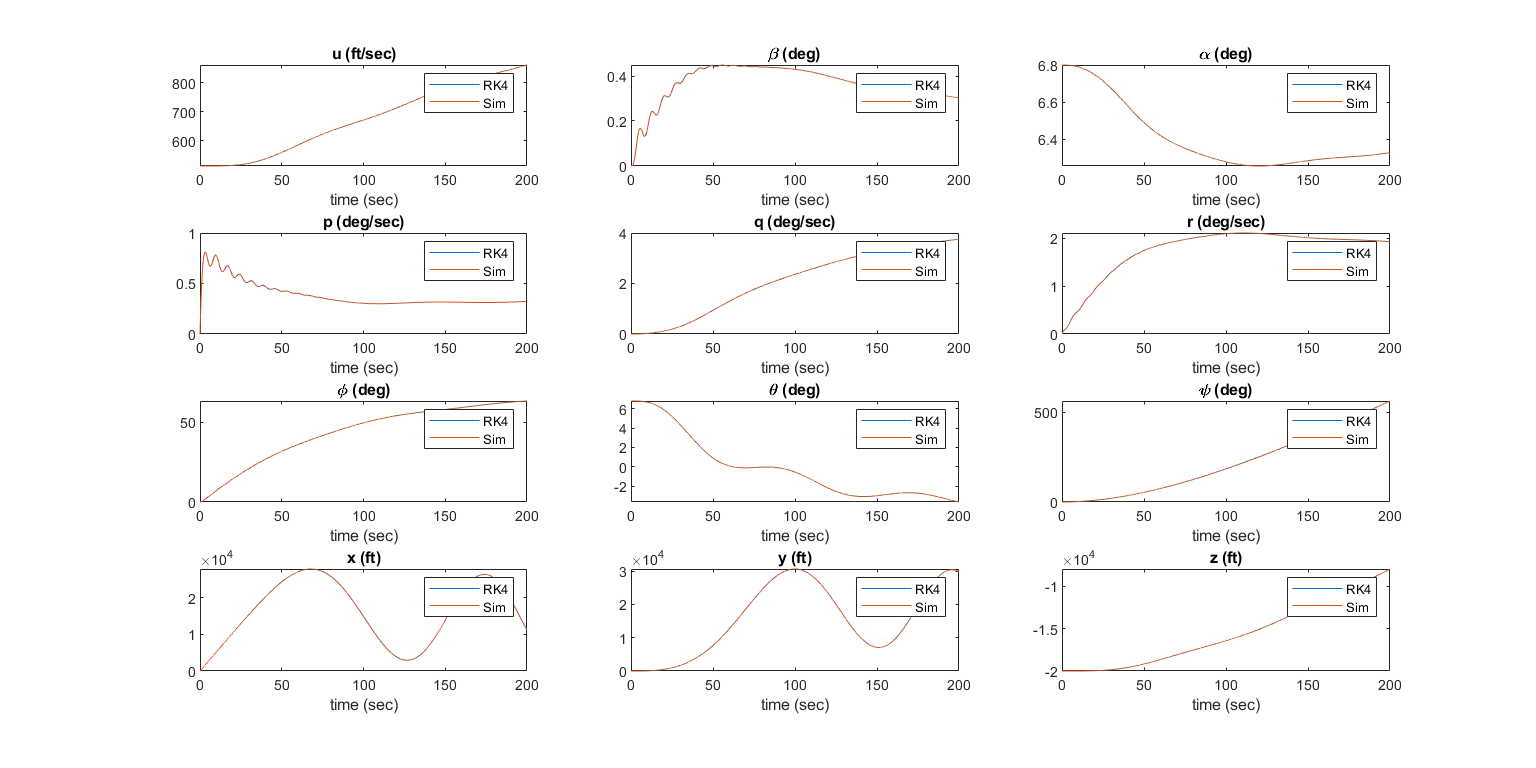 u (ft/sec)
800
700
600
0 50 100 150 200
time (sec)
RK4
Sim
β (deg)
0.4
0.2
0
0 50 100 150 200
time (sec)
RK4
Sim
α (deg)
6.8
6.6
6.4
0 50 100 150 200
time (sec)
RK4
Sim
p (deg/sec)
1
0.5
0
0 50 100 150 200
time (sec)
RK4
Sim
q (deg/sec)
4
2
0
0 50 100 150 200
time (sec)
RK4
Sim
r (deg/sec)
2
1
0
0 50 100 150 200
time (sec)
RK4
Sim
ϕ (deg)
50
0
0 50 100 150 200
time (sec)
RK4
Sim
θ (deg)
6
4
2
0
-2
0 50 100 150 200
time (sec)
RK4
Sim
ψ (deg)
500
0
0 50 100 150 200
time (sec)
RK4
Sim
×10⁴
x (ft)
2
1
0
0 50 100 150 200
time (sec)
RK4
Sim
×10⁴
y (ft)
3
2
1
0
0 50 100 150 200
time (sec)
RK4
Sim
×10⁴
z (ft)
-1
-1.5
-2
0 50 100 150 200
time (sec)
RK4
Sim